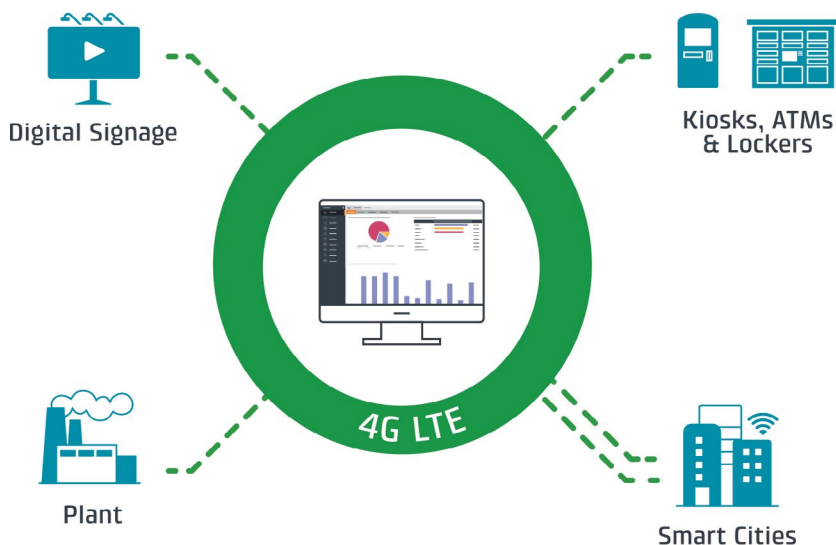 Digital Signage
Kiosks, ATMs
& Lockers
4G LTE
Plant
Smart Cities